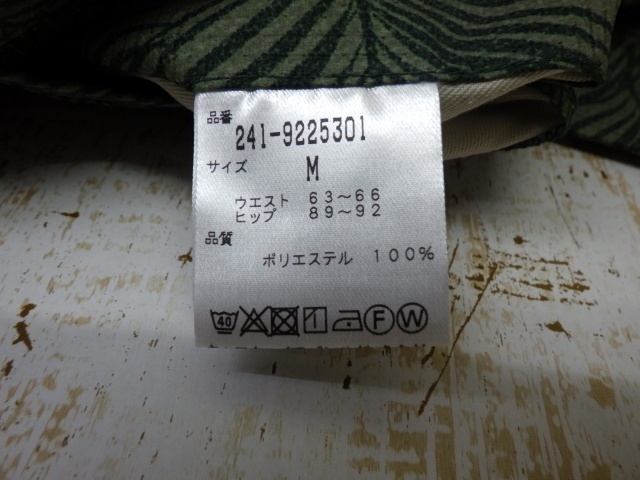 品番
241-9225301
サイズ
M
ウエスト 63～66
ヒップ 89～92
品質
ポリエステル 100%
40 F W